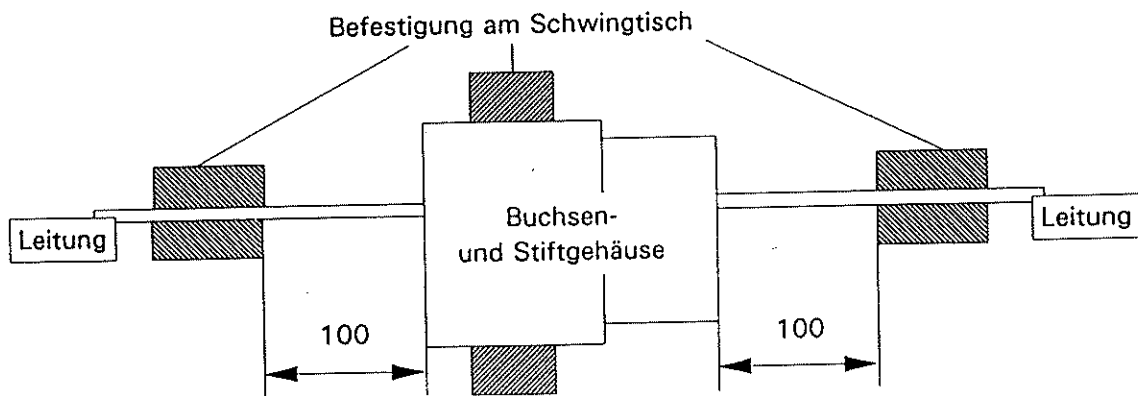 Befestigung am Schwingtisch
Leitung
Buchsen-
und Stiftgehäuse
Leitung
100
100